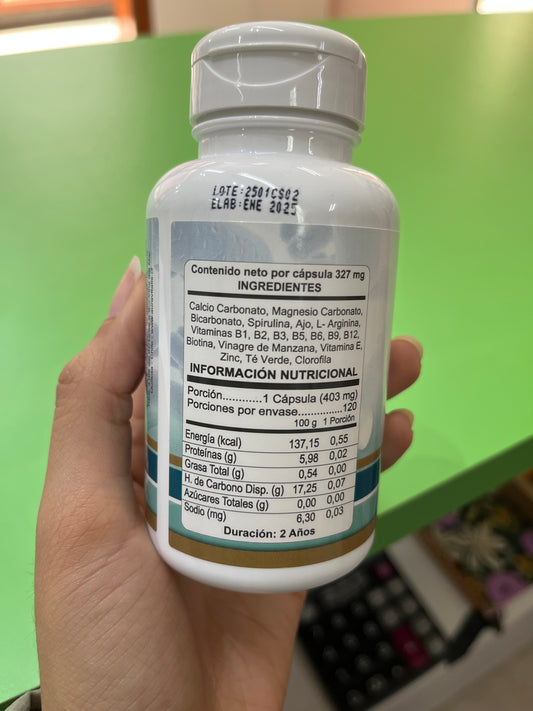 LOTE:2501CS02
ELAB:ENE 2025
Contenido neto por cápsula 327 mg
INGREDIENTES
Calcio Carbonato, Magnesio Carbonato,
Bicarbonato, Spirulina, Ajo, L- Arginina,
Vitaminas B1, B2, B3, B5, B6, B9, B12,
Biotina, Vinagre de Manzana, Vitamina E,
Zinc, Té Verde, Clorofila
INFORMACIÓN NUTRICIONAL
Porción............1 Cápsula (403 mg)
Porciones por envase..............120
100 g 1 Porción
Energía (kcal) 137,15 0,55
Proteínas (g) 5,98 0,02
Grasa Total (g) 0,54 0,00
H. de Carbono Disp. (g) 17,25 0,07
Azúcares Totales (g) 0,00 0,00
Sodio (mg) 6,30 0,03
Duración: 2 Años